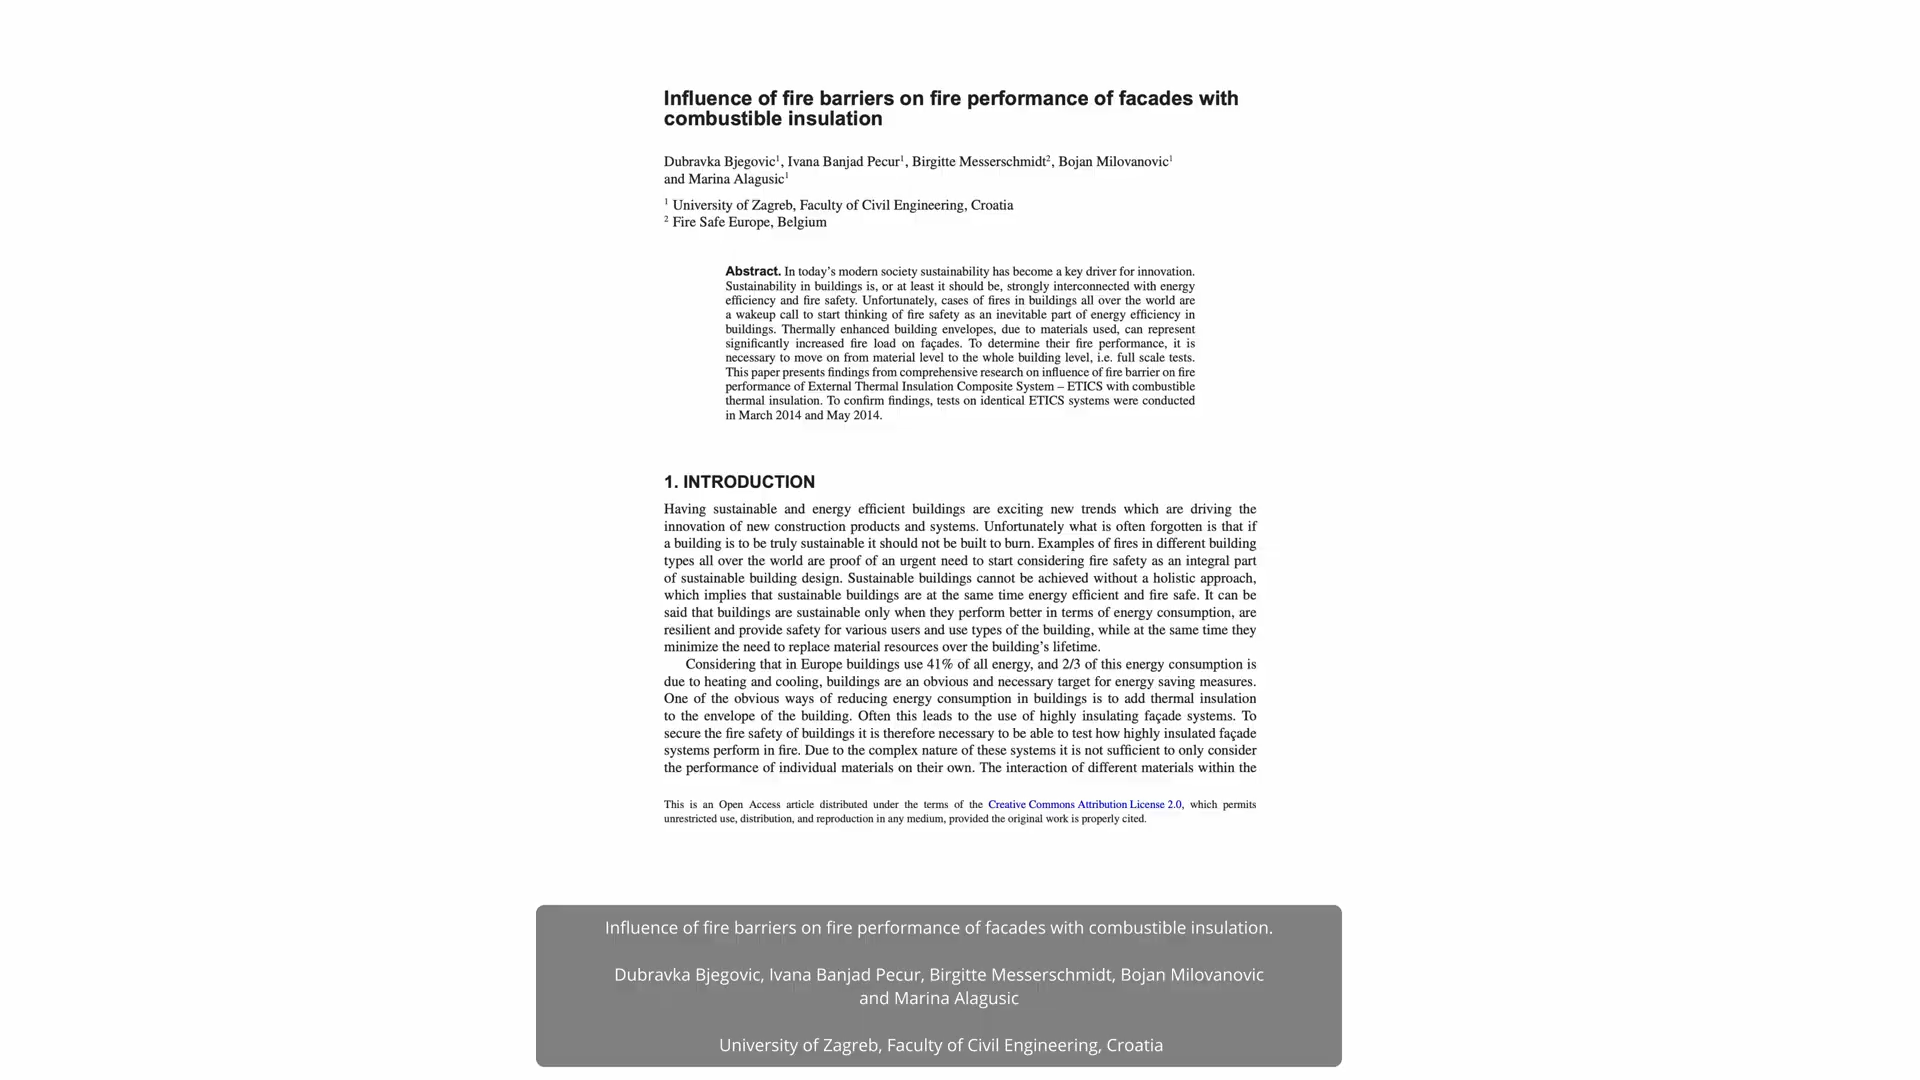 Influence of fire barriers on fire performance of facades with
combustible insulation
Dubravka Bjegovic¹, Ivana Banjad Pecur¹, Birgitte Messerschmidt², Bojan Milovanovic¹
and Marina Alagusic¹
¹ University of Zagreb, Faculty of Civil Engineering, Croatia
² Fire Safe Europe, Belgium
Abstract. In today’s modern society sustainability has become a key driver for innovation.
Sustainability in buildings is, or at least it should be, strongly interconnected with energy
efficiency and fire safety. Unfortunately, cases of fires in buildings all over the world are
a wakeup call to start thinking of fire safety as an inevitable part of energy efficiency in
buildings. Thermally enhanced building envelopes, due to materials used, can represent
significantly increased fire load on façades. To determine their fire performance, it is
necessary to move on from material level to the whole building level, i.e. full scale tests.
This paper presents findings from comprehensive research on influence of fire barrier on fire
performance of External Thermal Insulation Composite System – ETICS with combustible
thermal insulation. To confirm findings, tests on identical ETICS systems were conducted
in March 2014 and May 2014.
1. INTRODUCTION
Having sustainable and energy efficient buildings are exciting new trends which are driving the
innovation of new construction products and systems. Unfortunately what is often forgotten is that if
a building is to be truly sustainable it should not be built to burn. Examples of fires in different building
types all over the world are proof of an urgent need to start considering fire safety as an integral part
of sustainable building design. Sustainable buildings cannot be achieved without a holistic approach,
which implies that sustainable buildings are at the same time energy efficient and fire safe. It can be
said that buildings are sustainable only when they perform better in terms of energy consumption, are
resilient and provide safety for various users and use types of the building, while at the same time they
minimize the need to replace material resources over the building’s lifetime.
Considering that in Europe buildings use 41% of all energy, and 2/3 of this energy consumption is
due to heating and cooling, buildings are an obvious and necessary target for energy saving measures.
One of the obvious ways of reducing energy consumption in buildings is to add thermal insulation
to the envelope of the building. Often this leads to the use of highly insulating façade systems. To
secure the fire safety of buildings it is therefore necessary to be able to test how highly insulated façade
systems perform in fire. Due to the complex nature of these systems it is not sufficient to only consider
the performance of individual materials on their own. The interaction of different materials within the
This is an Open Access article distributed under the terms of the Creative Commons Attribution License 2.0, which permits
unrestricted use, distribution, and reproduction in any medium, provided the original work is properly cited.
Influence of fire barriers on fire performance of facades with combustible insulation.
Dubravka Bjegovic, Ivana Banjad Pecur, Birgitte Messerschmidt, Bojan Milovanovic
and Marina Alagusic
University of Zagreb, Faculty of Civil Engineering, Croatia